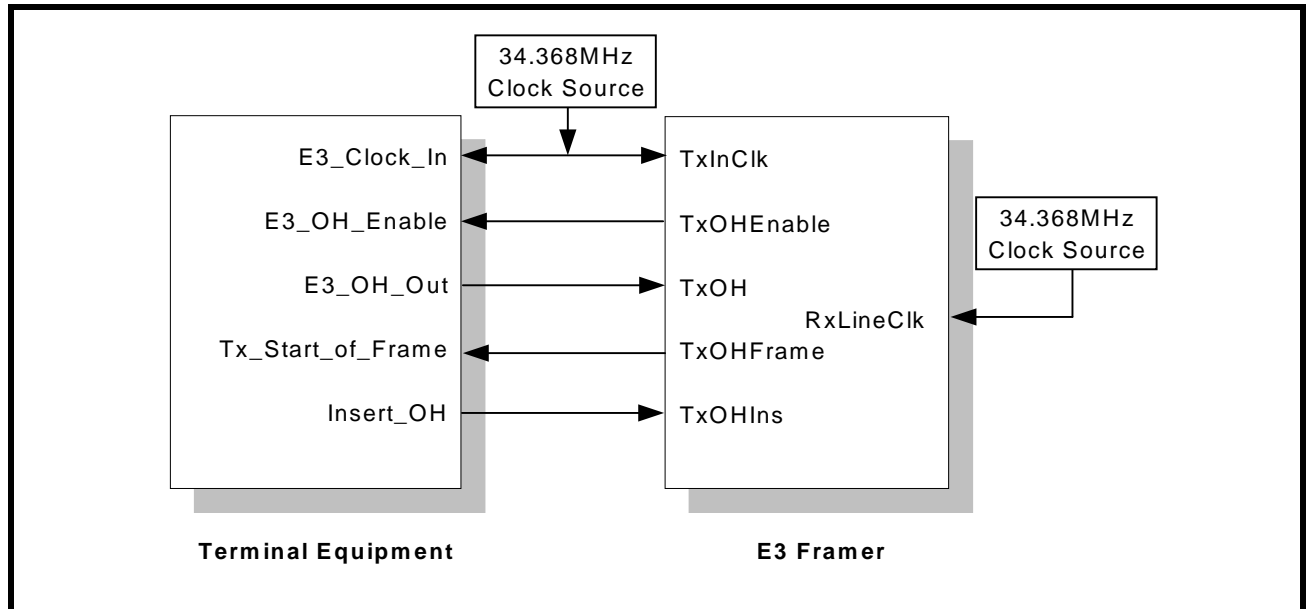 34.368MHz
Clock Source
E3_Clock_In
TxInClk
E3_OH_Enable
TxOHEnable
34.368MHz
Clock Source
E3_OH_Out
TxOH
RxLineClk
Tx_Start_of_Frame
TxOHFrame
Insert_OH
TxOHIns
Terminal Equipment
E3 Framer